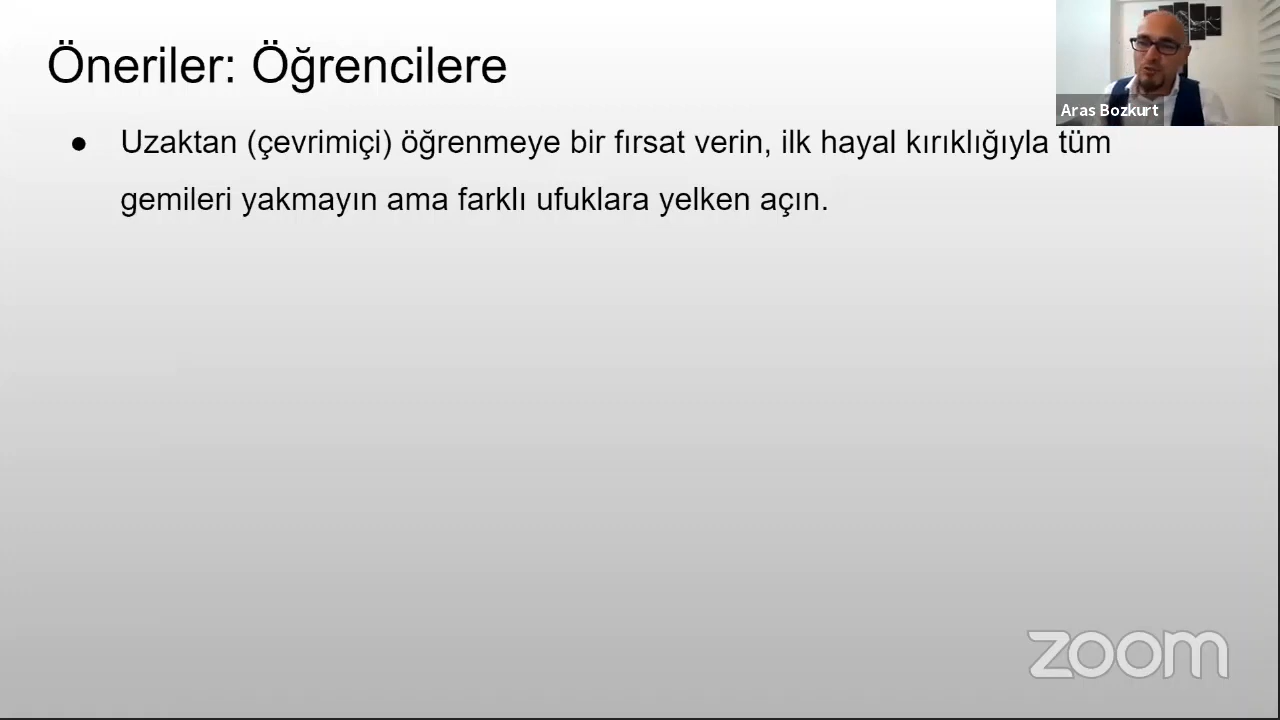 Öneriler: Öğrencilere
Aras Bozkurt
● Uzaktan (çevrimiçi) öğrenmeye bir fırsat verin, ilk hayal kırıklığıyla tüm
gemileri yakmayın ama farklı ufuklara yelken açın.
zoom